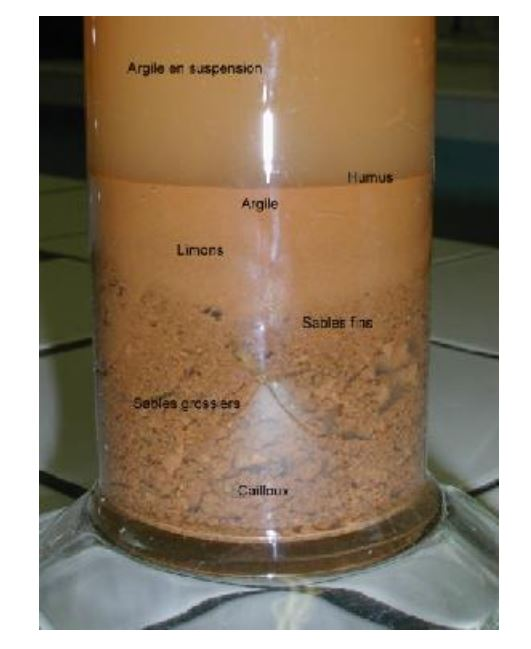 Argile en suspension
Humus
Argile
Limons
Sables fins
Sables grossiers
Cailloux